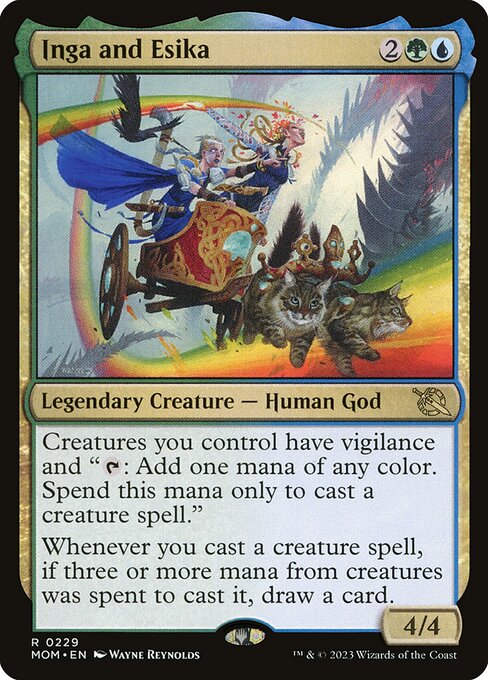 Inga and Esika 2
Legendary Creature — Human God
Creatures you control have vigilance
and “: Add one mana of any color.
Spend this mana only to cast a
creature spell.”
Whenever you cast a creature spell,
if three or more mana from creatures
was spent to cast it, draw a card.
4/4
R 0229
MOM • EN Wayne Reynolds
™ & © 2023 Wizards of the Coast